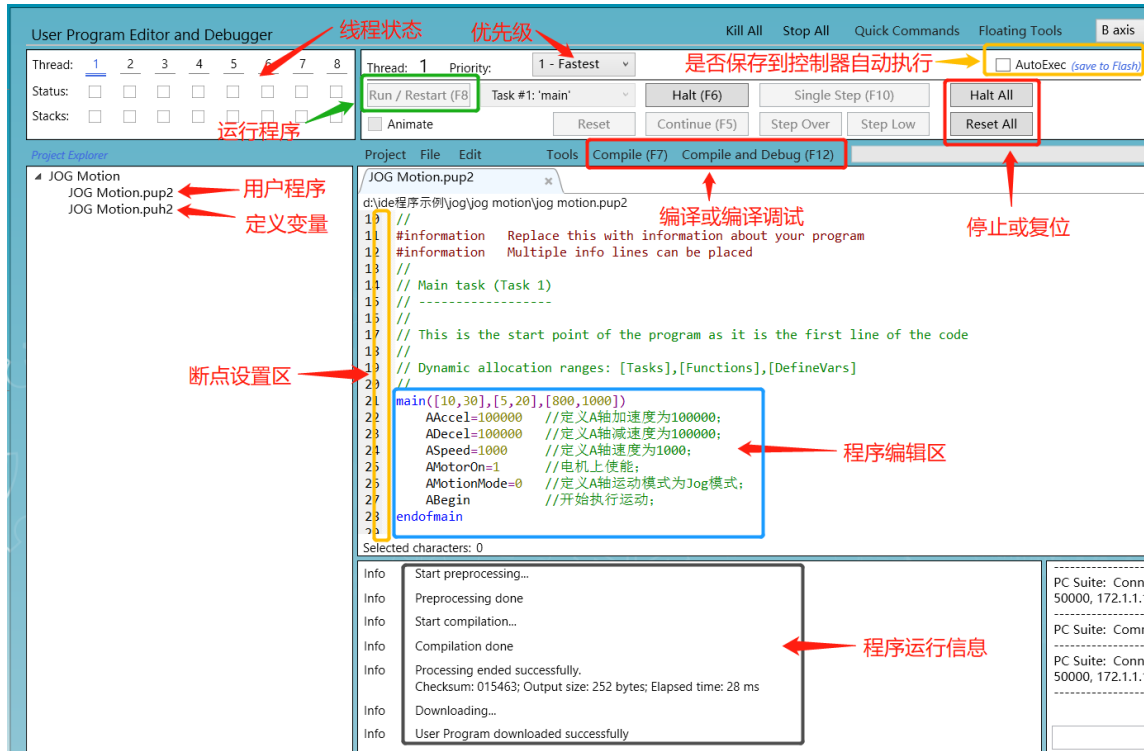 User Program Editor and Debugger
线程状态
优先级
Kill All Stop All Quick Commands Floating Tools B axis
Thread: 1 2 3 4 5 6 7 8
Status:
Stacks:
Thread: 1 Priority: 1 - Fastest
是否保存到控制器自动执行
AutoExec (save to Flash)
Run / Restart (F8 Task #1: 'main' Halt (F6) Single Step (F10) Halt All
运行程序
Animate Reset Continue (F5) Step Over Step Low Reset All
Project Explorer
Project File Edit Tools Compile (F7) Compile and Debug (F12)
JOG Motion
JOG Motion.pup2
用户程序
JOG Motion.puh2
定义变量
JOG Motion.pup2
d:\ide程序示例\jog\jog motion\jog motion.pup2
编译或编译调试
停止或复位
10 //
11 #information Replace this with information about your program
12 #information Multiple info lines can be placed
13 //
14 // Main task (Task 1)
15 // ------------------
16 //
17 // This is the start point of the program as it is the first line of the code
18 //
19 // Dynamic allocation ranges: [Tasks],[Functions],[DefineVars]
20 //
断点设置区
21 main([10,30],[5,20],[800,1000])
22 AAccel=100000 //定义A轴加速度为100000;
23 ADecel=100000 //定义A轴减速度为100000;
24 ASpeed=1000 //定义A轴速度为1000;
25 AMotorOn=1 //电机上使能;
26 AMotionMode=0 //定义A轴运动模式为Jog模式;
27 ABegin //开始执行运动;
28 endofmain
29
程序编辑区
Selected characters: 0
Info Start preprocessing...
Info Preprocessing done
Info Start compilation...
Info Compilation done
Info Processing ended successfully.
Checksum: 015463; Output size: 252 bytes; Elapsed time: 28 ms
Info Downloading...
Info User Program downloaded successfully
程序运行信息
------------------
PC Suite: Conn
50000, 172.1.1.1
------------------
PC Suite: Comm
------------------
PC Suite: Conn
50000, 172.1.1.1
------------------